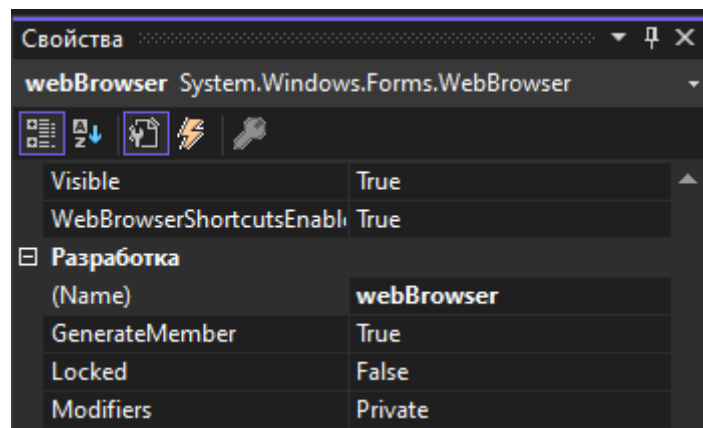 Свойства
webBrowser System.Windows.Forms.WebBrowser
Visible True
WebBrowserShortcutsEnabl True
Разработка
(Name) webBrowser
GenerateMember True
Locked False
Modifiers Private